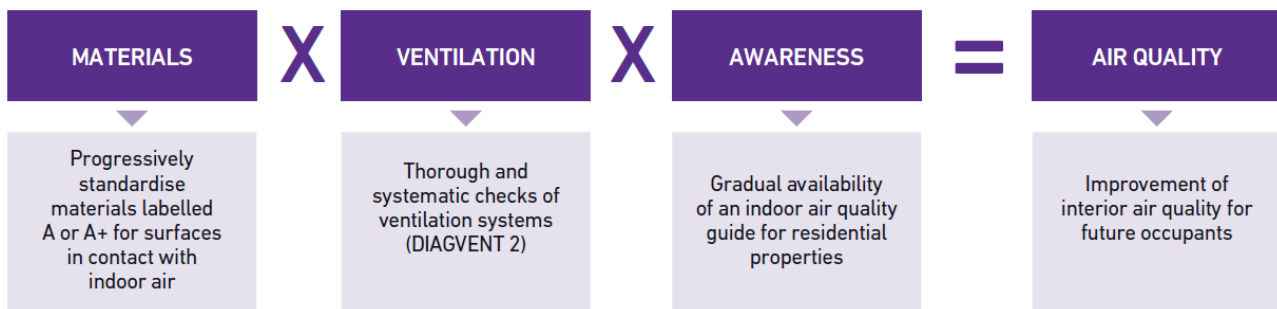 MATERIALS X VENTILATION X AWARENESS = AIR QUALITY
Progressively
standardise
materials labelled
A or A+ for surfaces
in contact with
indoor air
Thorough and
systematic checks of
ventilation systems
(DIAGVENT 2)
Gradual availability
of an indoor air quality
guide for residential
properties
Improvement of
interior air quality for
future occupants